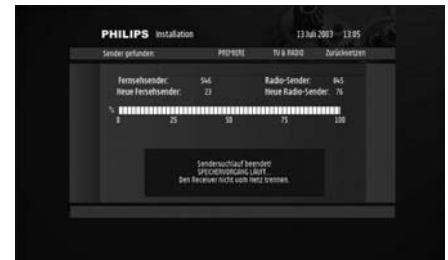 PHILIPS Installation 13 Juli 2003 13:05
Sender gefunden: PREMIERE TV & RADIO Zurücksetzen
Fernsehsender: 546 Radio-Sender: 845
Neue Fersehsender: 23 Neue Radio-Sender: 76
%
0 25 50 75 100
Sendersuchlauf beendet!
SPEICHERVORGANG LÄUFT...
Den Receiver nicht vom Netz trennen.